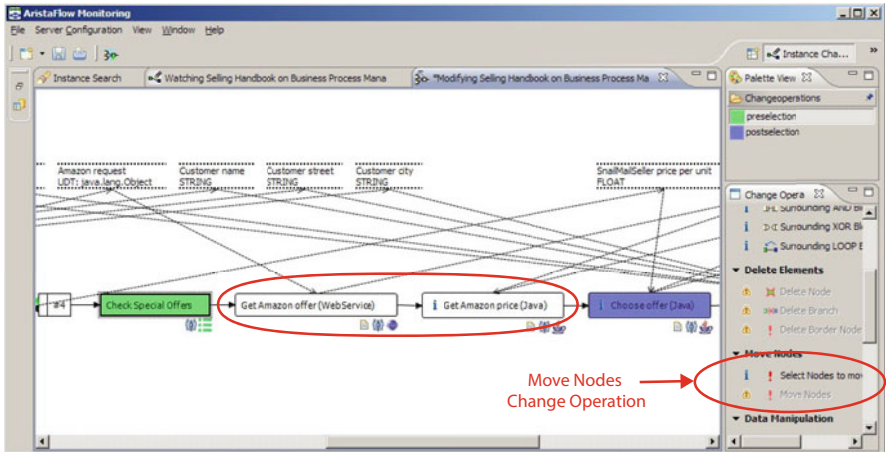 AristaFlow Monitoring
File Server Configuration View Window Help
Instance Cha... »
Instance Search
Watching Selling Handbook on Business Process Mana
*Modifying Selling Handbook on Business Process Ma
Palette View
Changeoperations
preselection
postselection
Amazon request
UDT: java.lang.Object
Customer name
STRING
Customer street
STRING
Customer city
STRING
SnailMailSeller price per unit
FLOAT
Change Opera
Surrounding AND Bl
Surrounding XOR Bl
Surrounding LOOP B
Delete Elements
Delete Node
Delete Branch
Delete Border Node
Move Nodes
Select Nodes to mov
Move Nodes
Data Manipulation
#4
Check Special Offers
Get Amazon offer (WebService)
i Get Amazon price (Java)
i Choose offer (Java)
Move Nodes
Change Operation